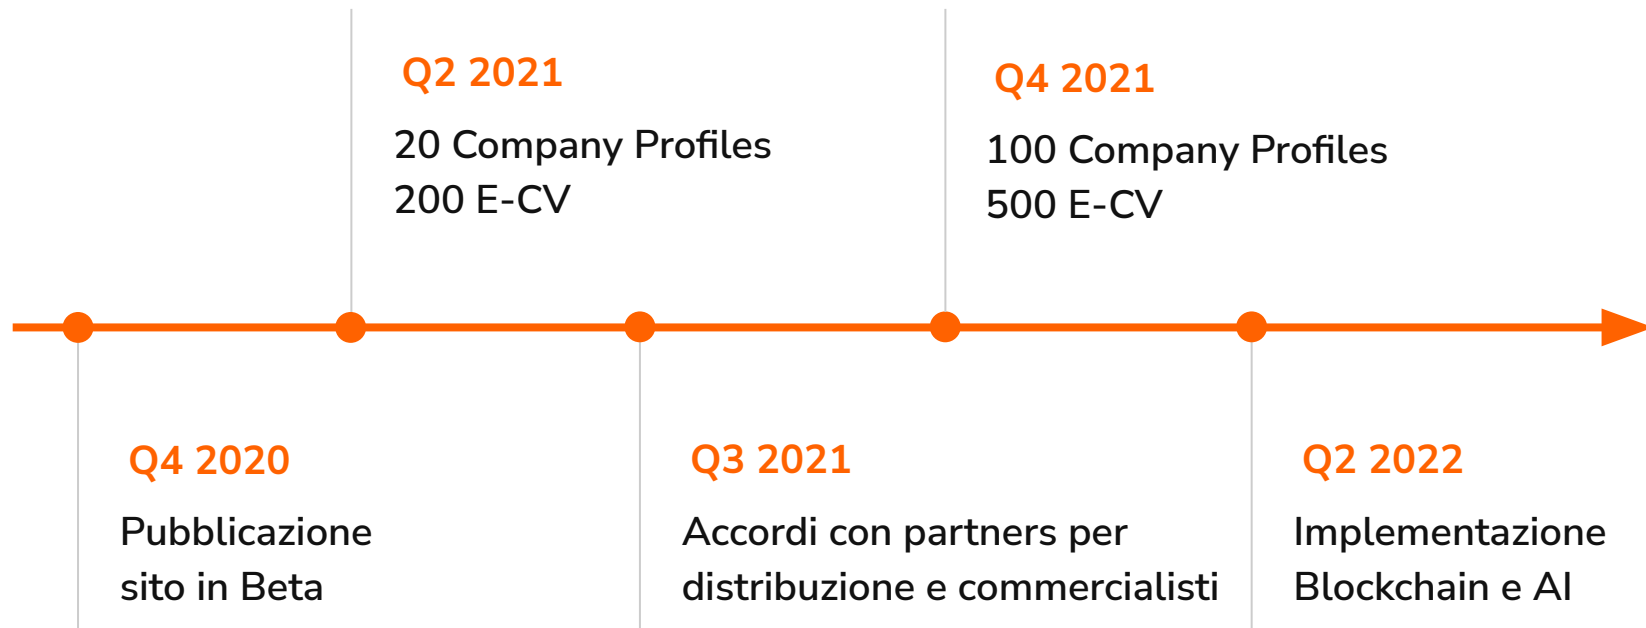 Q2 2021
20 Company Profiles
200 E-CV
Q4 2021
100 Company Profiles
500 E-CV
Q4 2020
Pubblicazione
sito in Beta
Q3 2021
Accordi con partners per
distribuzione e commercialisti
Q2 2022
Implementazione
Blockchain e AI